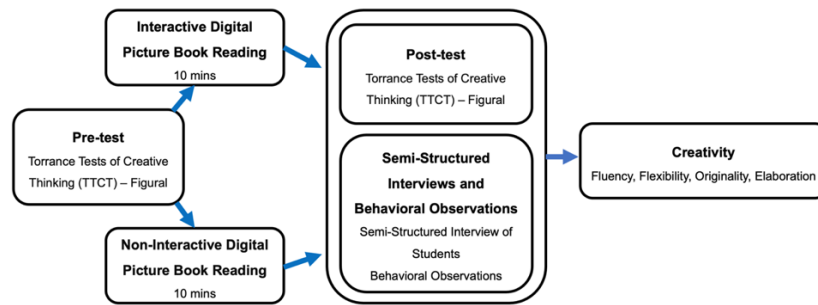 Interactive Digital
Picture Book Reading
10 mins
Pre-test
Torrance Tests of Creative
Thinking (TTCT) – Figural
Non-Interactive Digital
Picture Book Reading
10 mins
Post-test
Torrance Tests of Creative
Thinking (TTCT) – Figural
Semi-Structured
Interviews and
Behavioral Observations
Semi-Structured Interview of
Students
Behavioral Observations
Creativity
Fluency, Flexibility, Originality, Elaboration